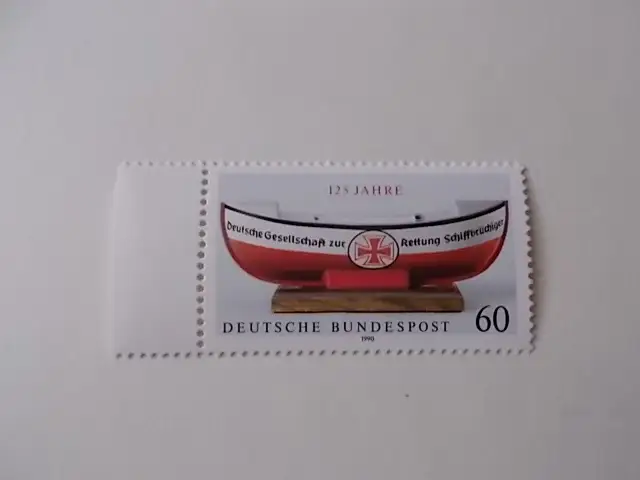 125 JAHRE
Deutsche Gesellschaft zur Rettung Schiffbrüchiger
DEUTSCHE BUNDESPOST 60
1990